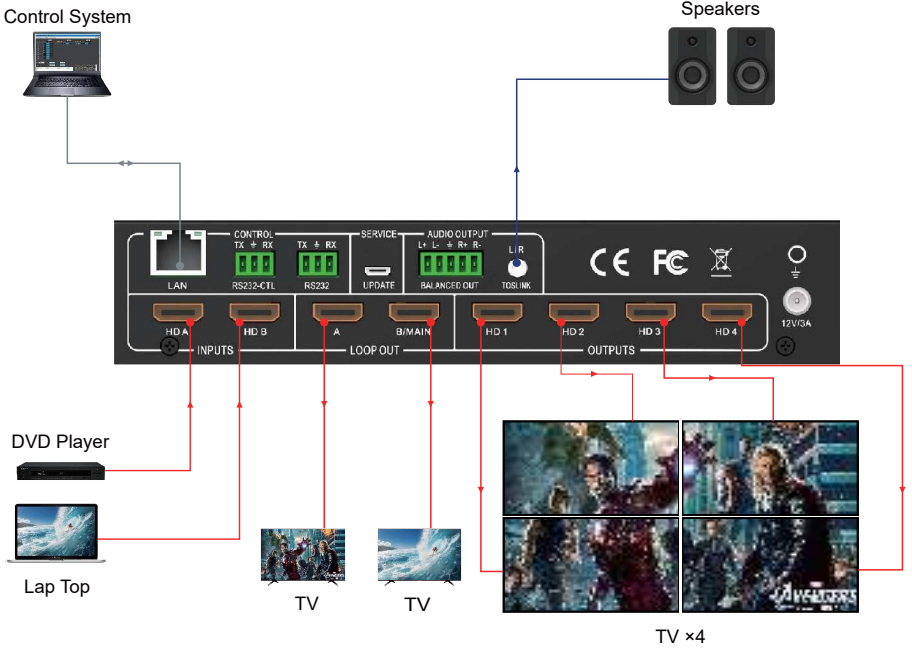 Control System
Speakers
CONTROL
SERVICE
AUDIO OUTPUT
TX RX
TX RX
L+ L- R+ R-
L/R
LAN
RS232-CTL
RS232
UPDATE
BALANCED OUT
TOSLINK
CE FC
12V/3A
HD A
HD B
A
B/MAIN
HD 1
HD 2
HD 3
HD 4
INPUTS
LOOP OUT
OUTPUTS
DVD Player
Lap Top
TV
TV
MARVEL
AVENGERS
TV ×4